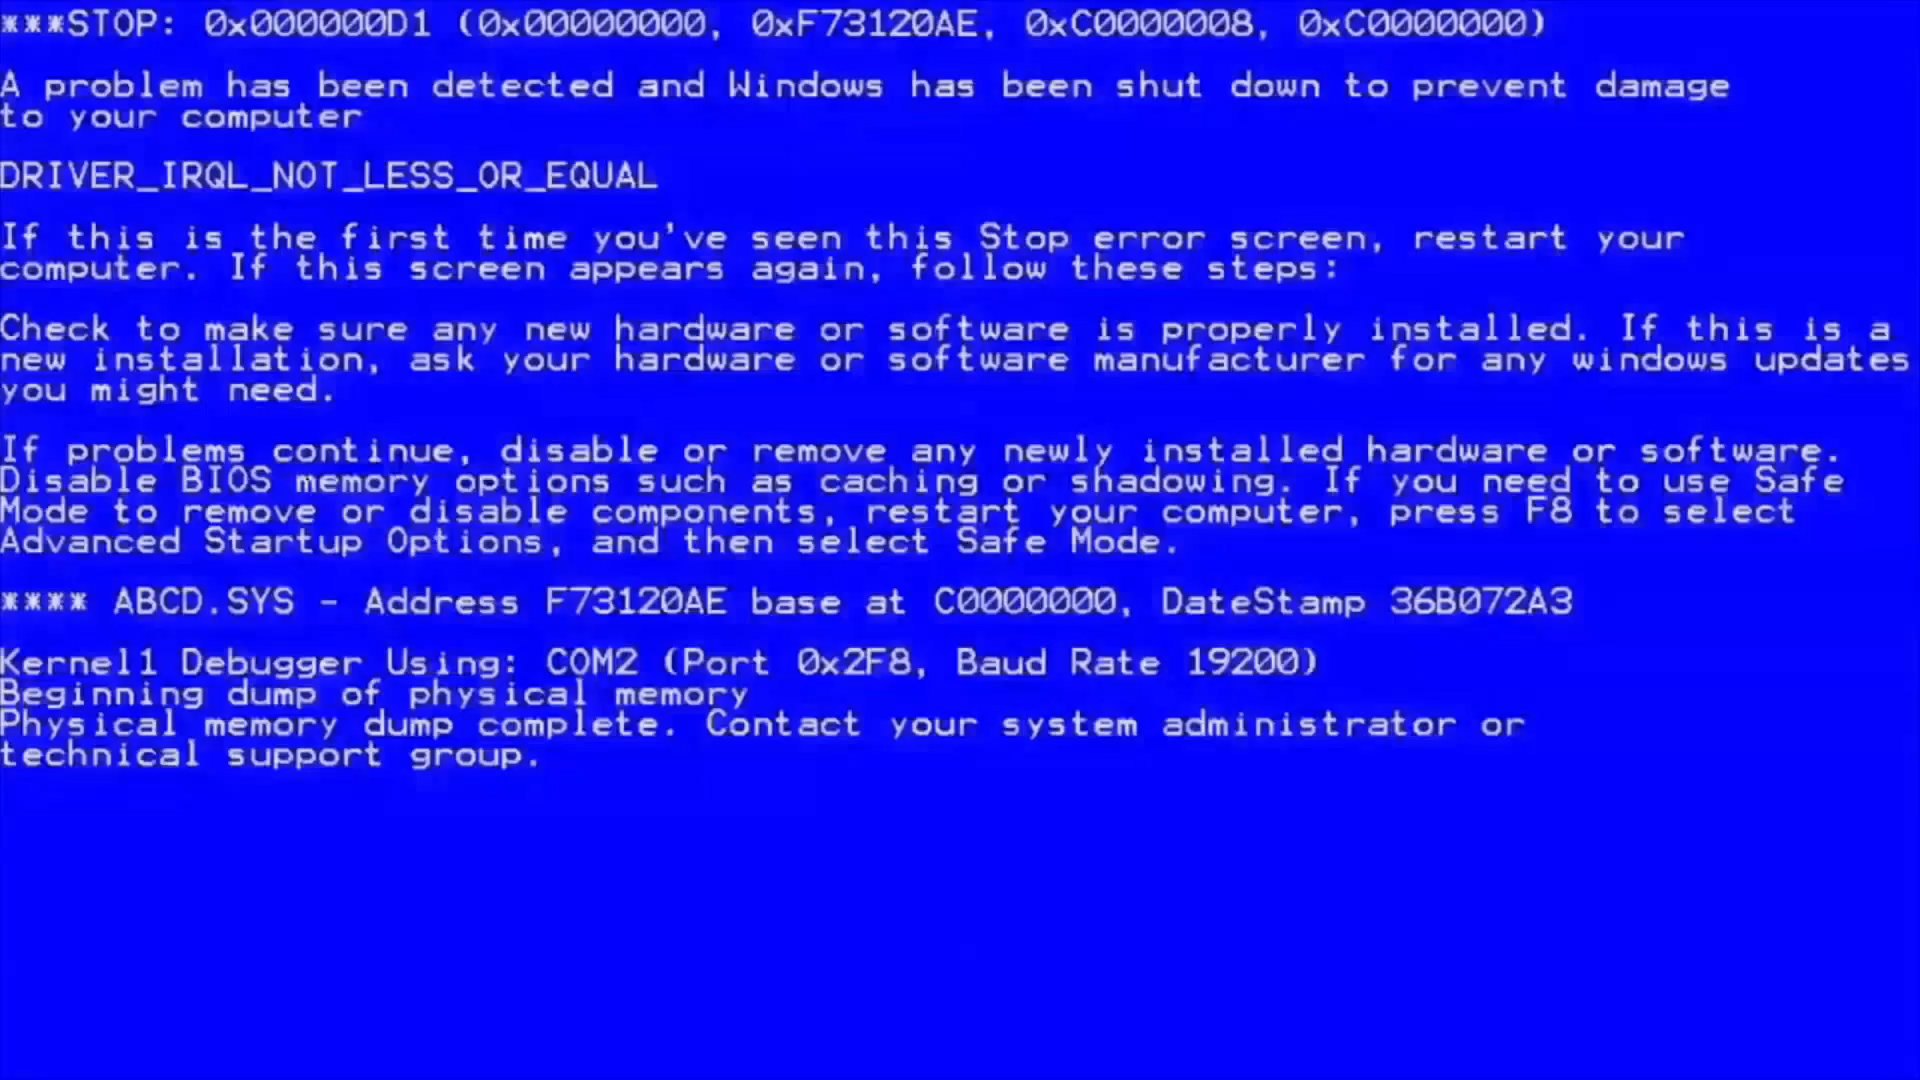 ***STOP: 0x000000D1 (0x00000000, 0xF73120AE, 0xC0000008, 0xC0000000)
A problem has been detected and Windows has been shut down to prevent damage
to your computer
DRIVER_IRQL_NOT_LESS_OR_EQUAL
If this is the first time you've seen this Stop error screen, restart your
computer. If this screen appears again, follow these steps:
Check to make sure any new hardware or software is properly installed. If this is a
new installation, ask your hardware or software manufacturer for any windows updates
you might need.
If problems continue, disable or remove any newly installed hardware or software.
Disable BIOS memory options such as caching or shadowing. If you need to use Safe
Mode to remove or disable components, restart your computer, press F8 to select
Advanced Startup Options, and then select Safe Mode.
**** ABCD.SYS - Address F73120AE base at C0000000, DateStamp 36B072A3
Kernel1 Debugger Using: COM2 (Port 0x2F8, Baud Rate 19200)
Beginning dump of physical memory
Physical memory dump complete. Contact your system administrator or
technical support group.